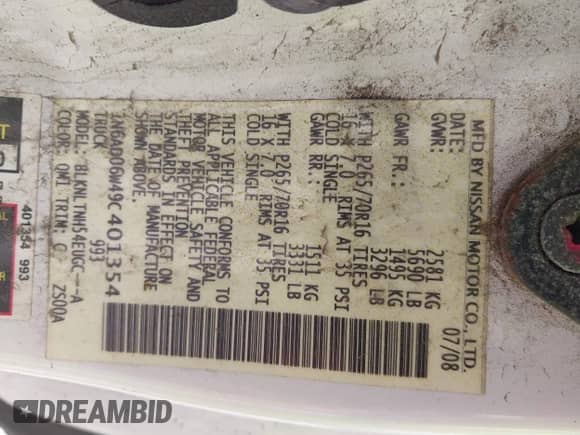 MFD BY NISSAN MOTOR CO., LTD.
DATE: 07/08
GVWR: 2581 KG
5690 LB
GAWR FR.: 1495 KG
3296 LB
WITH P265/70R16 TIRES
16 X 7.0 RIMS AT 35 PSI
COLD SINGLE
GAWR RR.: 1511 KG
3331 LB
WITH P265/70R16 TIRES
16 X 7.0 RIMS AT 35 PSI
COLD SINGLE
THIS VEHICLE CONFORMS TO
ALL APPLICABLE FEDERAL
MOTOR VEHICLE SAFETY AND
THEFT PREVENTION
STANDARDS IN EFFECT ON
THE DATE OF MANUFACTURE
SHOWN ABOVE.
1N6AD06W49C401354
TRUCK 993
MODEL: BLKNLTNH54EUGC---A
COLOR: QM1 TRIM: G ZS00A
401354 993
DREAMBID